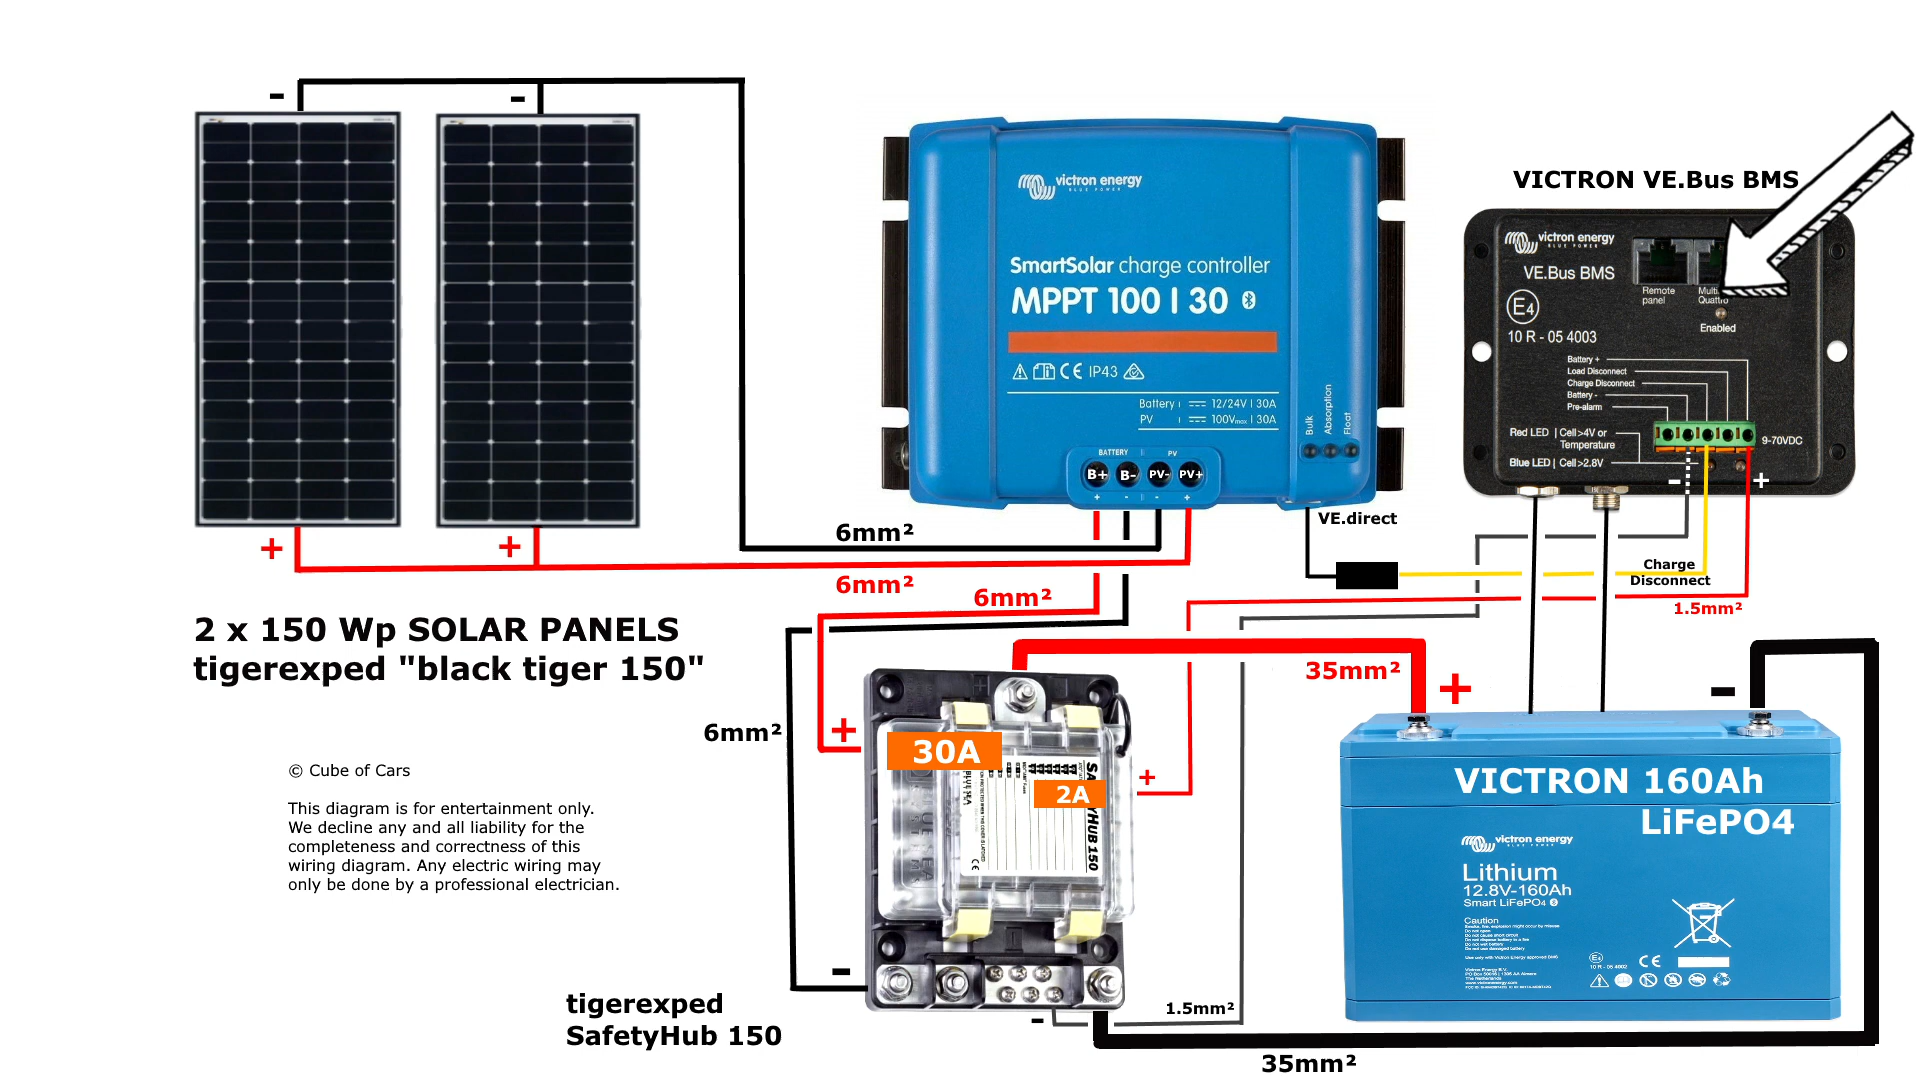 -
-
victron energy
BLUE POWER
SmartSolar charge controller
MPPT 100 | 30
IP43
Battery 12/24V | 30A
PV 100Vmax | 30A
Bulk
Absorption
Float
BATTERY PV
B+ B- PV- PV+
+ - - +
VE.direct
VICTRON VE.Bus BMS
victron energy
BLUE POWER
VE.Bus BMS
Remote
panel
Quattro
Enabled
E4
10 R - 05 4003
Battery +
Load Disconnect
Charge Disconnect
Battery -
Pre-alarm
Red LED | Cell >4V or
Temperature
Blue LED | Cell >2.8V
9-70VDC
- +
Charge
Disconnect
1.5mm²
+
+
6mm²
6mm²
6mm²
2 x 150 Wp SOLAR PANELS
tigerexped "black tiger 150"
35mm²
+
-
6mm²
+
30A
2A
+
© Cube of Cars
This diagram is for entertainment only.
We decline any and all liability for the
completeness and correctness of this
wiring diagram. Any electric wiring may
only be done by a professional electrician.
VICTRON 160Ah
LiFePO4
victron energy
BLUE POWER
Lithium
12.8V-160Ah
Smart LiFePO4
Caution
-
tigerexped
SafetyHub 150
-
1.5mm²
35mm²